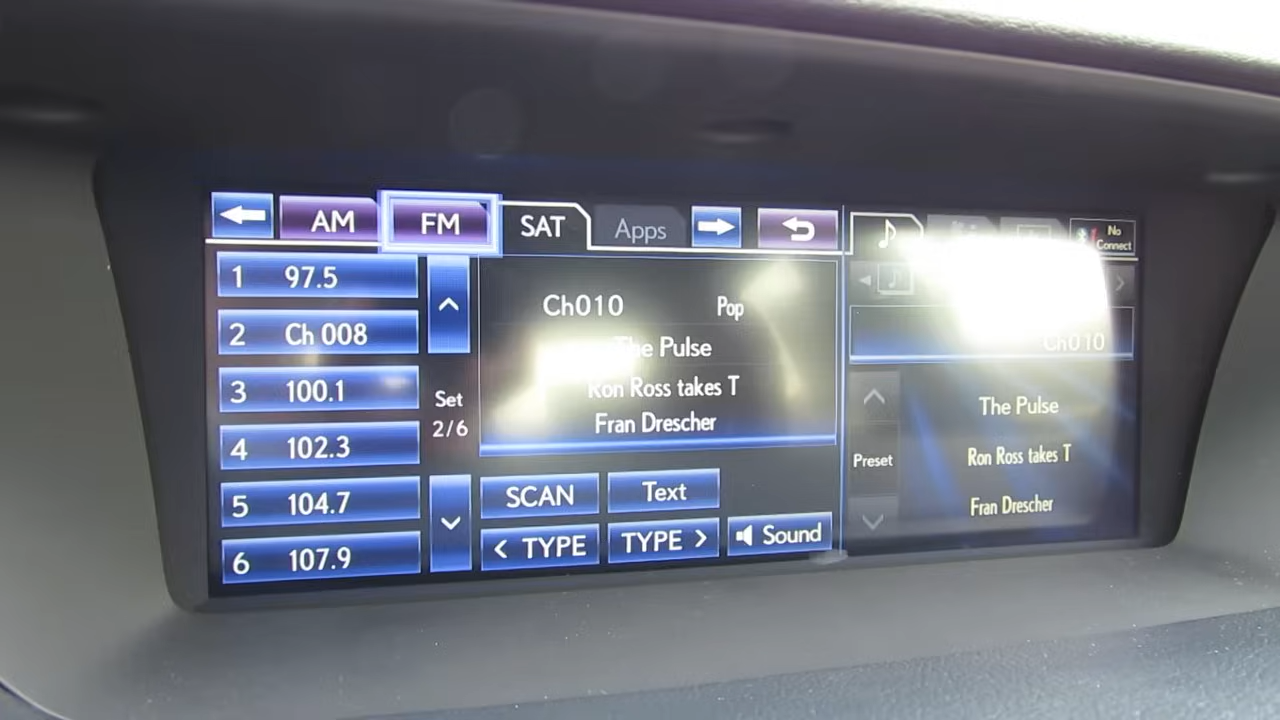 AM FM SAT Apps
No
Connect
1 97.5
2 Ch 008
3 100.1
4 102.3
5 104.7
6 107.9
Set
2/6
Ch010 Pop
The Pulse
Ron Ross takes T
Fran Drescher
SCAN Text
< TYPE TYPE > Sound
Ch010
The Pulse
Preset
Ron Ross takes T
Fran Drescher